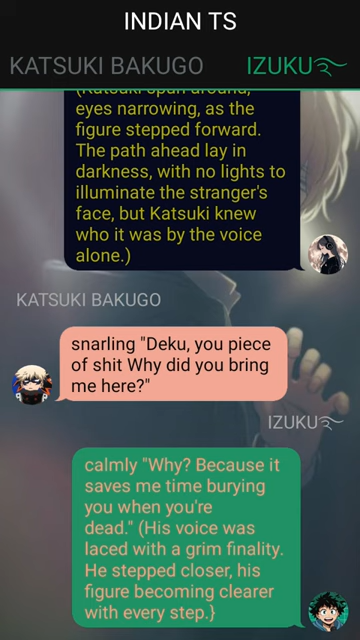 INDIAN TS
KATSUKI BAKUGO IZUKU
(Katsuki spun around,
eyes narrowing, as the
figure stepped forward.
The path ahead lay in
darkness, with no lights to
illuminate the stranger's
face, but Katsuki knew
who it was by the voice
alone.)
KATSUKI BAKUGO
snarling "Deku, you piece
of shit Why did you bring
me here?"
IZUKU
calmly "Why? Because it
saves me time burying
you when you're
dead." (His voice was
laced with a grim finality.
He stepped closer, his
figure becoming clearer
with every step.}